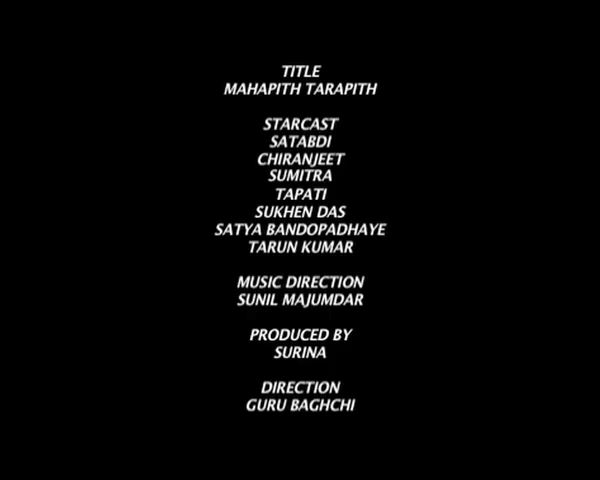 TITLE
MAHAPITH TARAPITH
STARCAST
SATABDI
CHIRANJEET
SUMITRA
TAPATI
SUKHEN DAS
SATYA BANDOPADHAYE
TARUN KUMAR
MUSIC DIRECTION
SUNIL MAJUMDAR
PRODUCED BY
SURINA
DIRECTION
GURU BAGHCHI